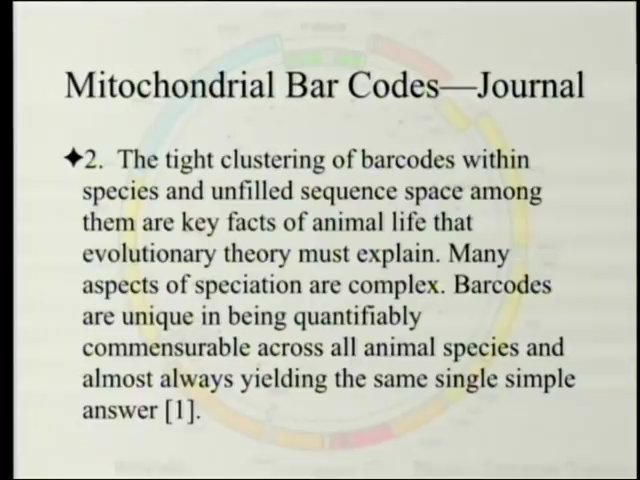 Mitochondrial Bar Codes—Journal
✦2. The tight clustering of barcodes within
species and unfilled sequence space among
them are key facts of animal life that
evolutionary theory must explain. Many
aspects of speciation are complex. Barcodes
are unique in being quantifiably
commensurable across all animal species and
almost always yielding the same single simple
answer [1].